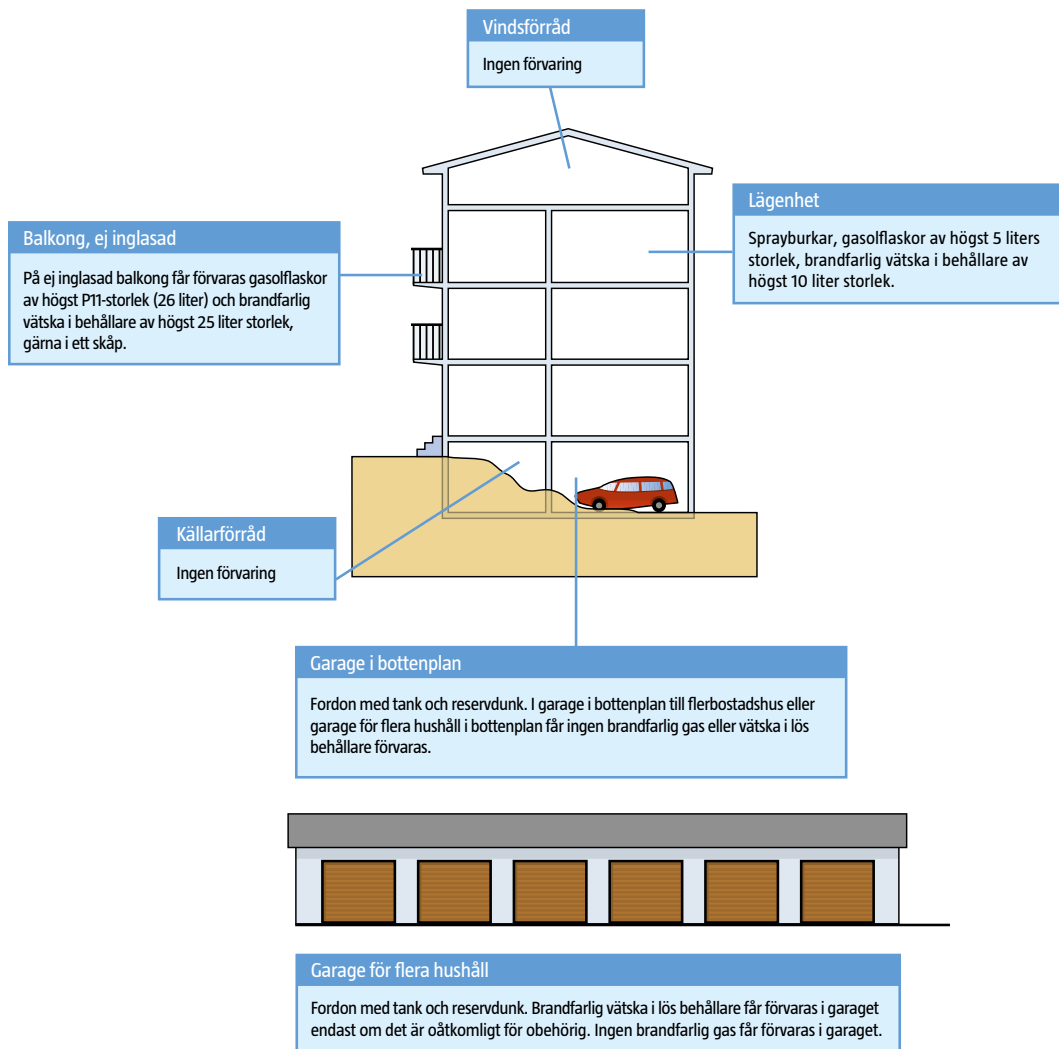 Vindsförråd
Ingen förvaring
Balkong, ej inglasad
På ej inglasad balkong får förvaras gasolflaskor
av högst P11-storlek (26 liter) och brandfarlig
vätska i behållare av högst 25 liter storlek,
gärna i ett skåp.
Lägenhet
Sprayburkar, gasolflaskor av högst 5 liters
storlek, brandfarlig vätska i behållare av
högst 10 liter storlek.
Källarförråd
Ingen förvaring
Garage i bottenplan
Fordon med tank och reservdunk. I garage i bottenplan till flerbostadshus eller
garage för flera hushåll i bottenplan får ingen brandfarlig gas eller vätska i lös
behållare förvaras.
Garage för flera hushåll
Fordon med tank och reservdunk. Brandfarlig vätska i lös behållare får förvaras i garaget
endast om det är oåtkomligt för obehörig. Ingen brandfarlig gas får förvaras i garaget.